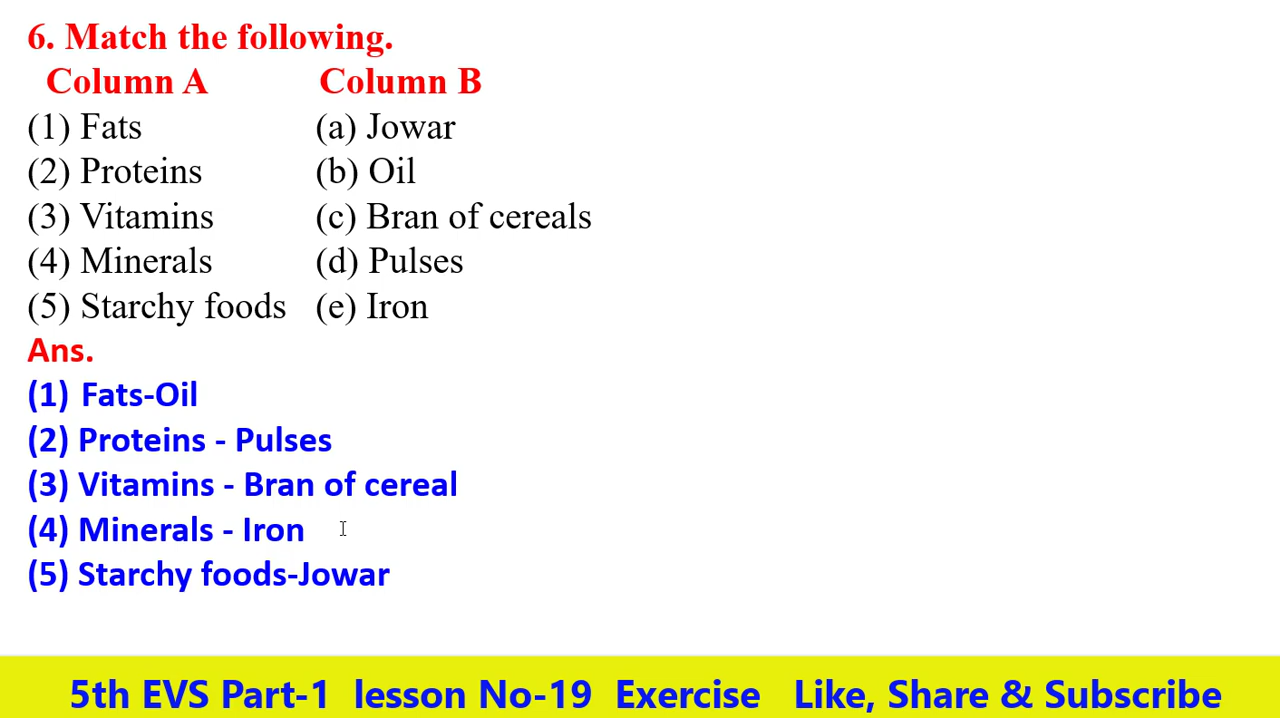 6. Match the following.
Column A Column B
(1) Fats (a) Jowar
(2) Proteins (b) Oil
(3) Vitamins (c) Bran of cereals
(4) Minerals (d) Pulses
(5) Starchy foods (e) Iron
Ans.
(1) Fats-Oil
(2) Proteins - Pulses
(3) Vitamins - Bran of cereal
(4) Minerals - Iron
(5) Starchy foods-Jowar
5th EVS Part-1 lesson No-19 Exercise Like, Share & Subscribe